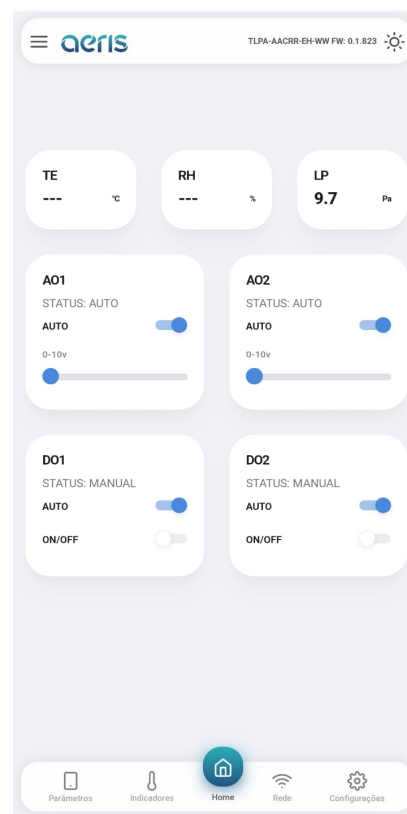 aeris
TLPA-AACRR-EH-WW FW: 0.1.823
TE
--- °C
RH
--- %
LP
9.7 Pa
AO1
STATUS: AUTO
AUTO
0-10v
AO2
STATUS: AUTO
AUTO
0-10v
DO1
STATUS: MANUAL
AUTO
ON/OFF
DO2
STATUS: MANUAL
AUTO
ON/OFF
Parâmetros
Indicadores
Home
Rede
Configurações